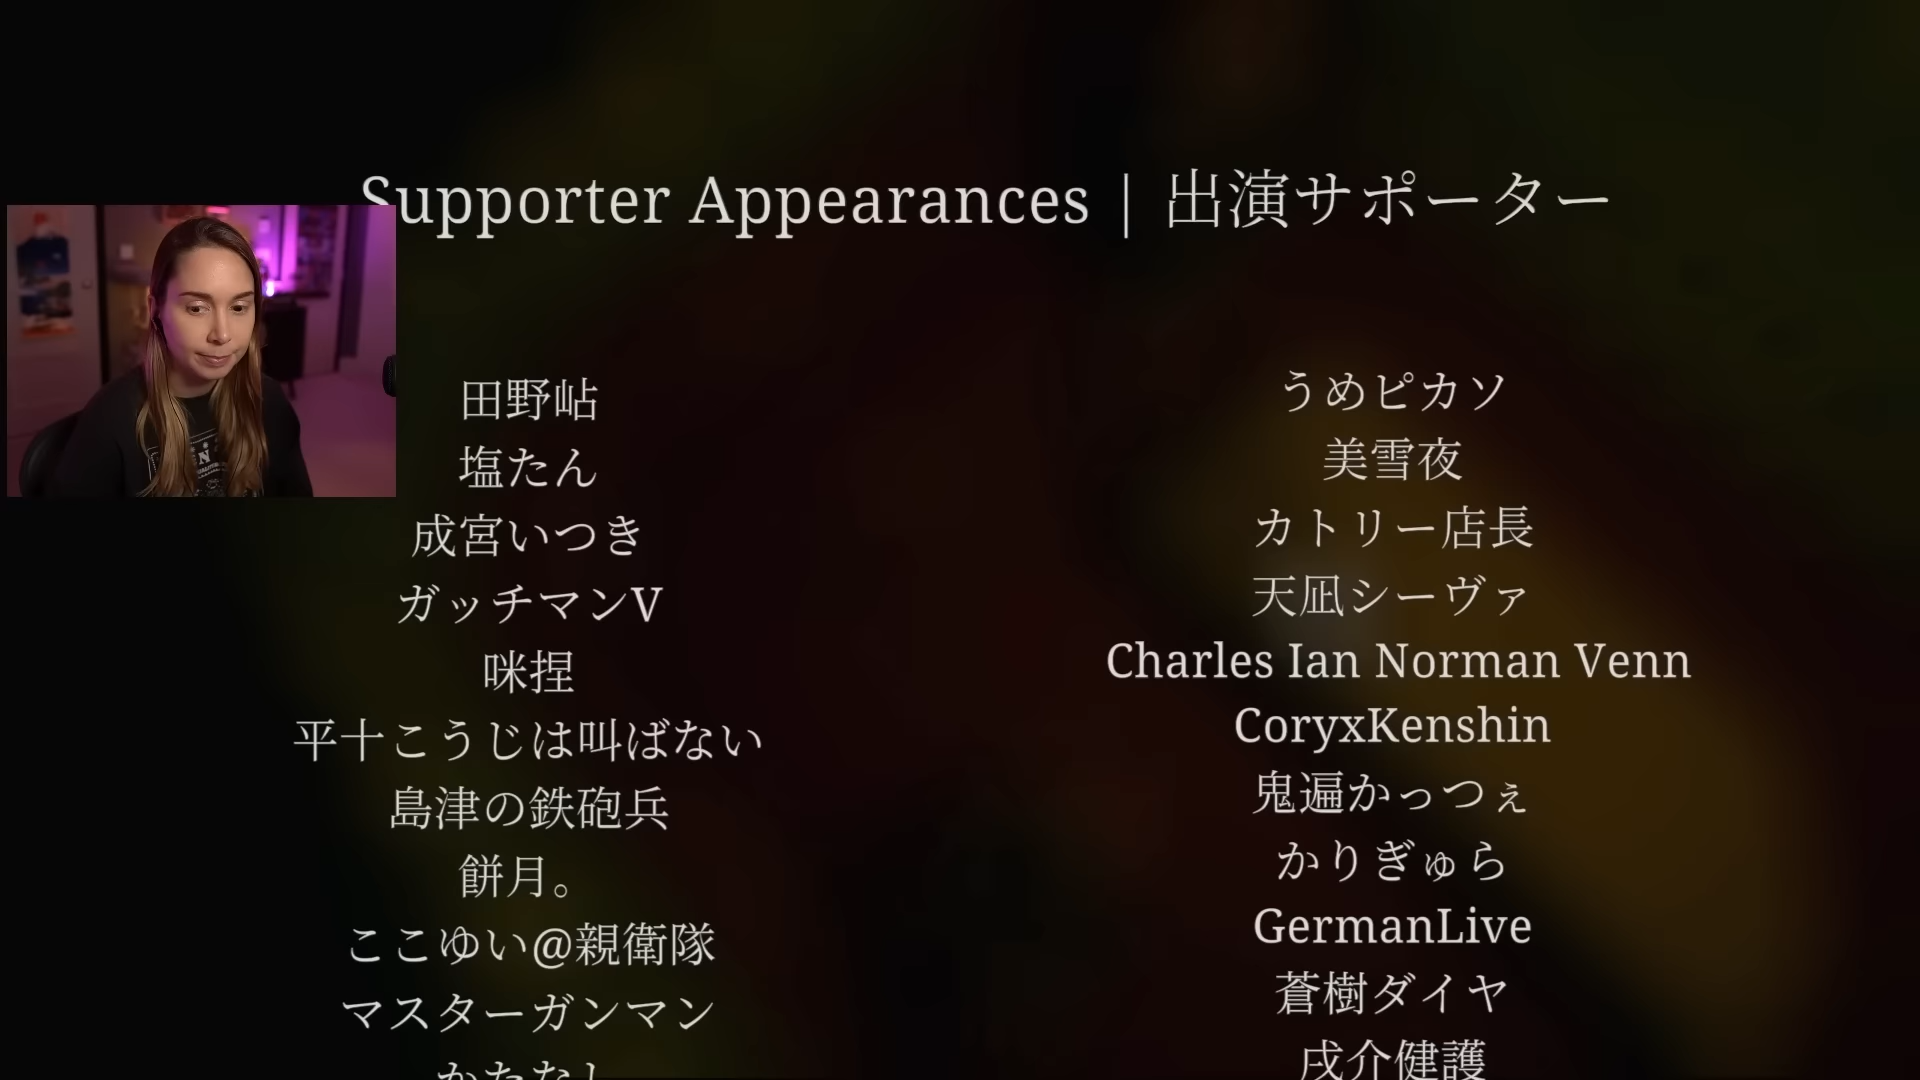 Supporter Appearances | 出演サポーター
田野岾
塩たん
成宮いつき
ガッチマンV
咪捏
平十こうじは叫ばない
島津の鉄砲兵
餅月。
ここゆい@親衛隊
マスターガンマン
かたなし
うめピカソ
美雪夜
カトリー店長
天凪シーヴァ
Charles Ian Norman Venn
CoryxKenshin
鬼遍かっつぇ
かりぎゅら
GermanLive
蒼樹ダイヤ
戌介健護